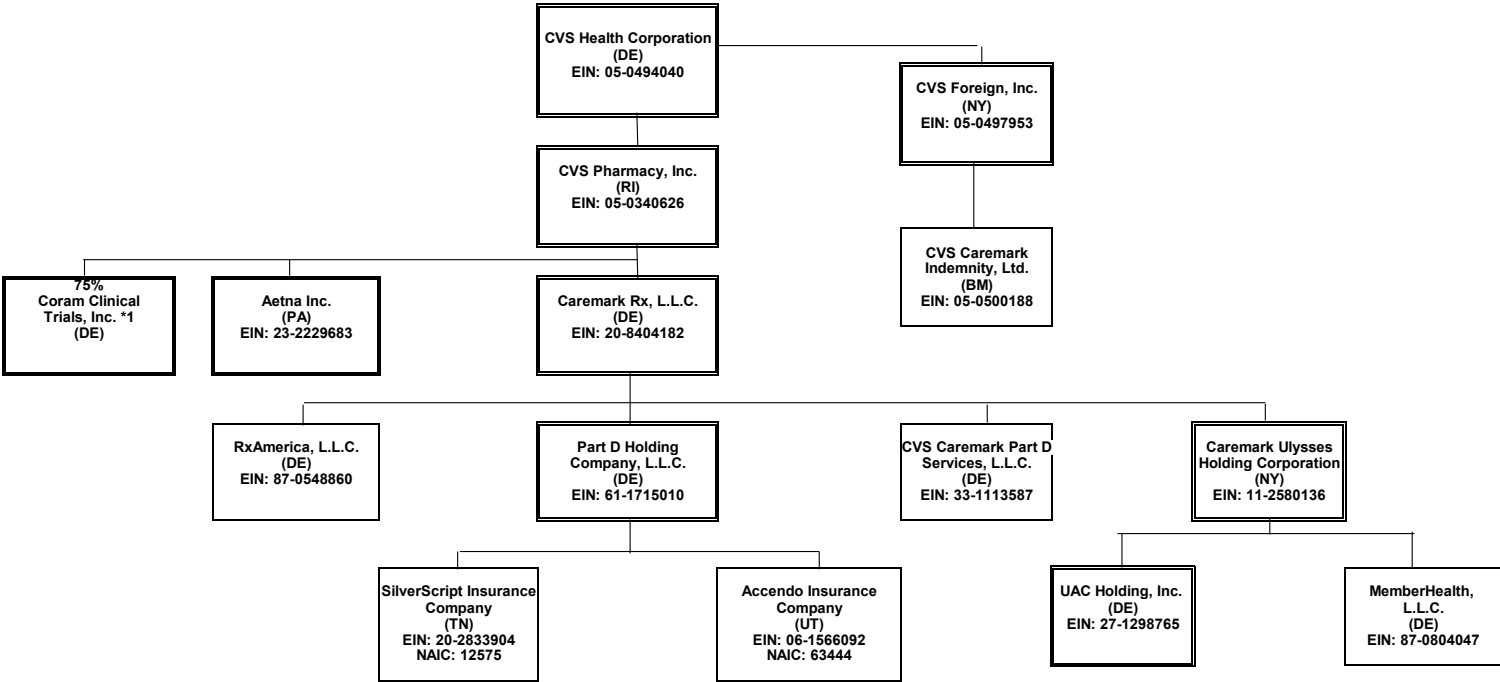 CVS Health Corporation
(DE)
EIN: 05-0494040
CVS Foreign, Inc.
(NY)
EIN: 05-0497953
CVS Pharmacy, Inc.
(RI)
EIN: 05-0340626
CVS Caremark
Indemnity, Ltd.
(BM)
EIN: 05-0500188
75%
Coram Clinical
Trials, Inc. *1
(DE)
Aetna Inc.
(PA)
EIN: 23-2229683
Caremark Rx, L.L.C.
(DE)
EIN: 20-8404182
RxAmerica, L.L.C.
(DE)
EIN: 87-0548860
Part D Holding
Company, L.L.C.
(DE)
EIN: 61-1715010
CVS Caremark Part D
Services, L.L.C.
(DE)
EIN: 33-1113587
Caremark Ulysses
Holding Corporation
(NY)
EIN: 11-2580136
SilverScript Insurance
Company
(TN)
EIN: 20-2833904
NAIC: 12575
Accendo Insurance
Company
(UT)
EIN: 06-1566092
NAIC: 63444
UAC Holding, Inc.
(DE)
EIN: 27-1298765
MemberHealth,
L.L.C.
(DE)
EIN: 87-0804047